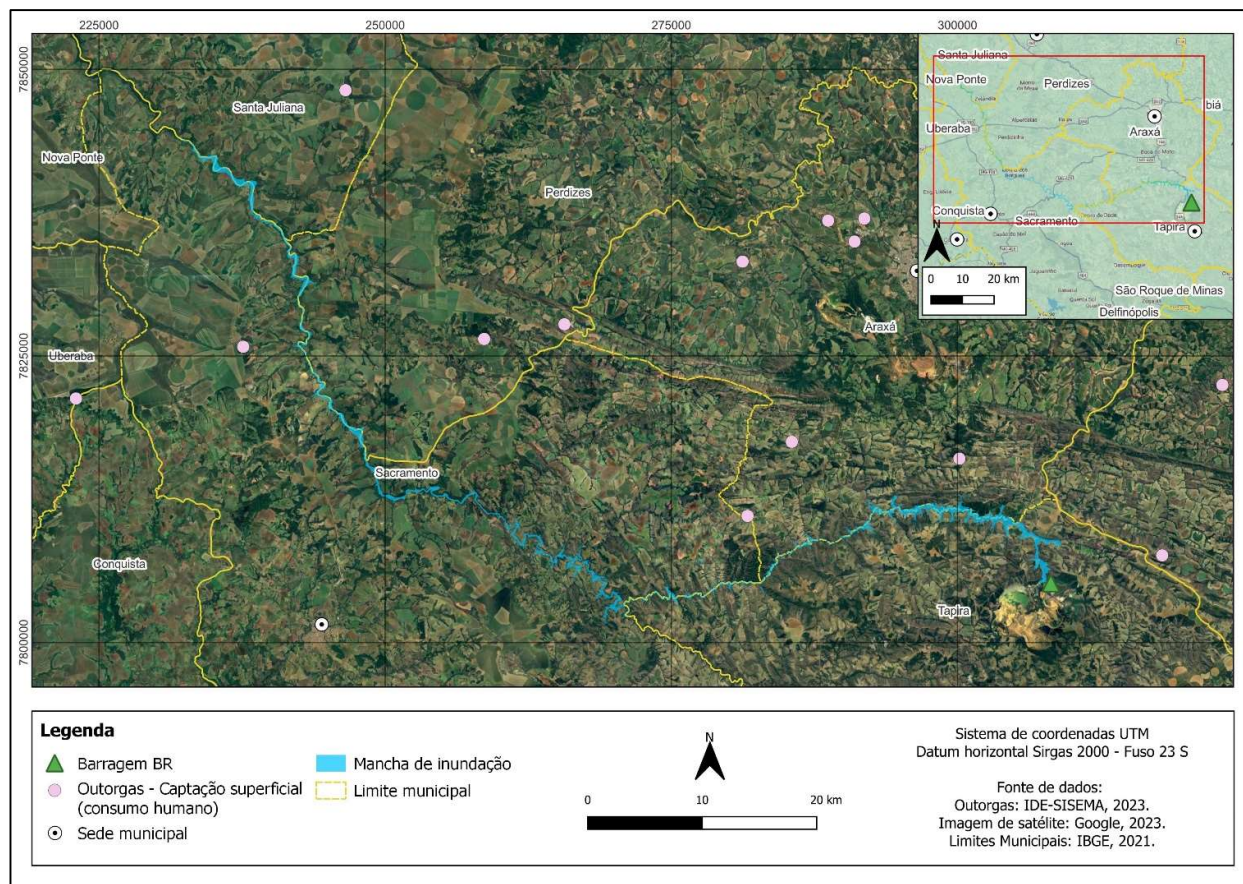 225000
250000
275000
300000
7850000
7825000
7800000
Santa Juliana
Nova Ponte
Perdizes
Araxá
Uberaba
Sacramento
Conquista
Tapira
Santa Juliana
Nova Ponte
Perdizes
Ibiá
Uberaba
Araxá
Conquista
Sacramento
Tapira
São Roque de Minas
Delfinópolis
N
0 10 20 km
Legenda
Barragem BR
Outorgas - Captação superficial
(consumo humano)
Sede municipal
Mancha de inundação
Limite municipal
N
0 10 20 km
Sistema de coordenadas UTM
Datum horizontal Sirgas 2000 - Fuso 23 S
Fonte de dados:
Outorgas: IDE-SISEMA, 2023.
Imagem de satélite: Google, 2023.
Limites Municipais: IBGE, 2021.